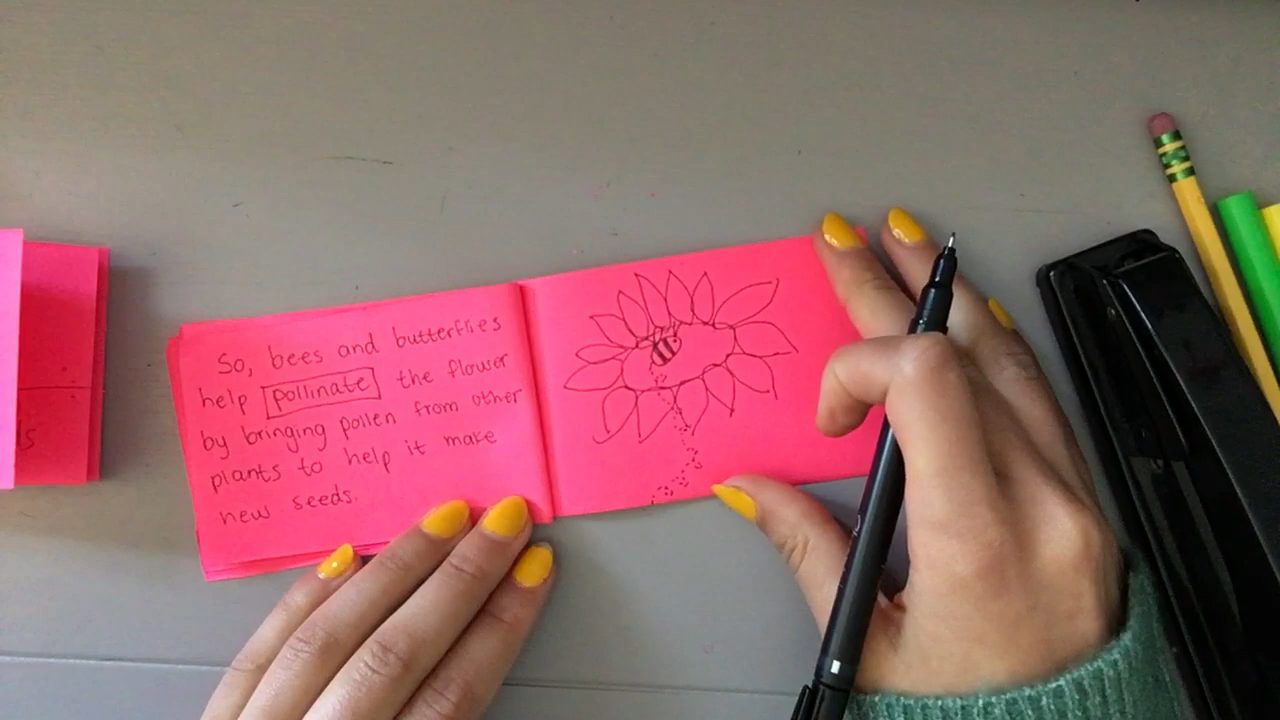 So, bees and butterflies
help pollinate the flower
by bringing pollen from other
plants to help it make
new seeds.